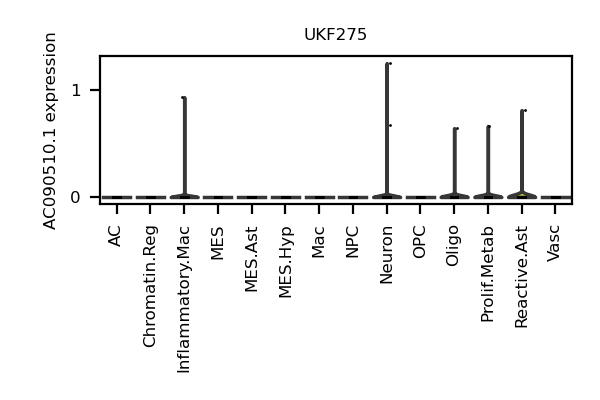 UKF275
AC090510.1 expression
1
0
AC
Chromatin.Reg
Inflammatory.Mac
MES
MES.Ast
MES.Hyp
Mac
NPC
Neuron
OPC
Oligo
Prolif.Metab
Reactive.Ast
Vasc